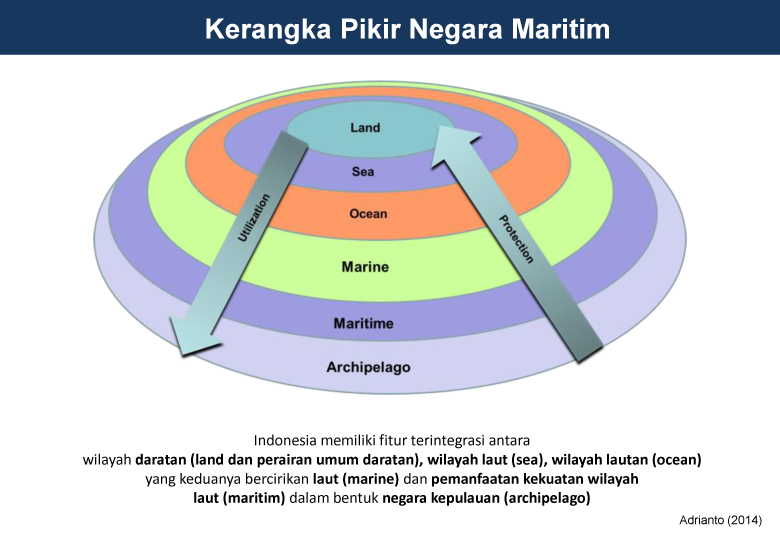 Kerangka Pikir Negara Maritim
Land
Sea
Utilization
Ocean
Protection
Marine
Maritime
Archipelago
Indonesia memiliki fitur terintegrasi antara
wilayah daratan (land dan perairan umum daratan), wilayah laut (sea), wilayah lautan (ocean)
yang keduanya bercirikan laut (marine) dan pemanfaatan kekuatan wilayah
laut (maritim) dalam bentuk negara kepulauan (archipelago)
Adrianto (2014)